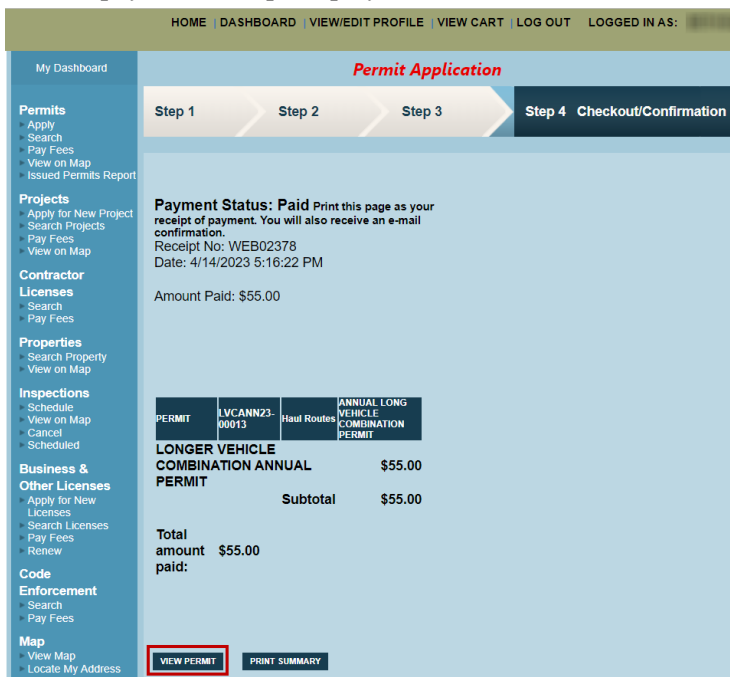 HOME | DASHBOARD | VIEW/EDIT PROFILE | VIEW CART | LOG OUT LOGGED IN AS:
My Dashboard
Permit Application
Permits
Apply
Search
Pay Fees
View on Map
Issued Permits Report
Projects
Apply for New Project
Search Projects
Pay Fees
View on Map
Contractor
Licenses
Search
Pay Fees
Properties
Search Property
View on Map
Inspections
Schedule
View on Map
Cancel
Scheduled
Business &
Other Licenses
Apply for New
Licenses
Search Licenses
Pay Fees
Renew
Code
Enforcement
Search
Pay Fees
Map
View Map
Locate My Address
Step 1 Step 2 Step 3 Step 4 Checkout/Confirmation
Payment Status: Paid Print this page as your
receipt of payment. You will also receive an e-mail
confirmation.
Receipt No: WEB02378
Date: 4/14/2023 5:16:22 PM
Amount Paid: $55.00
PERMIT LVCANN23-00013 Haul Routes ANNUAL LONG VEHICLE COMBINATION PERMIT
LONGER VEHICLE
COMBINATION ANNUAL $55.00
PERMIT
Subtotal $55.00
Total
amount $55.00
paid:
VIEW PERMIT PRINT SUMMARY